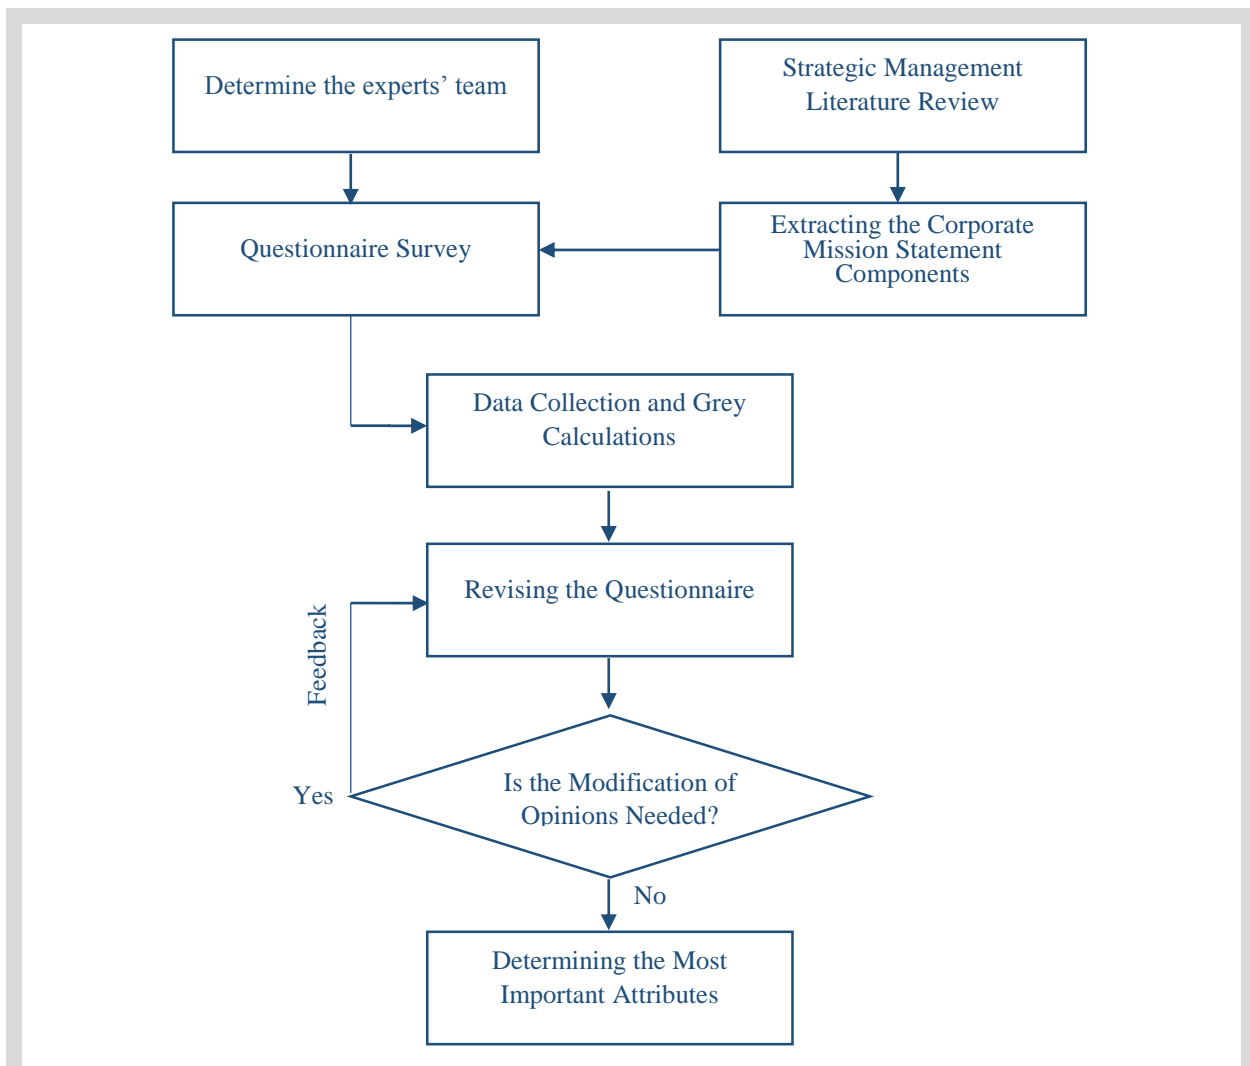 Determine the experts’ team
Strategic Management
Literature Review
Questionnaire Survey
Extracting the Corporate
Mission Statement
Components
Data Collection and Grey
Calculations
Revising the Questionnaire
Feedback
Is the Modification of
Opinions Needed?
Yes
No
Determining the Most
Important Attributes